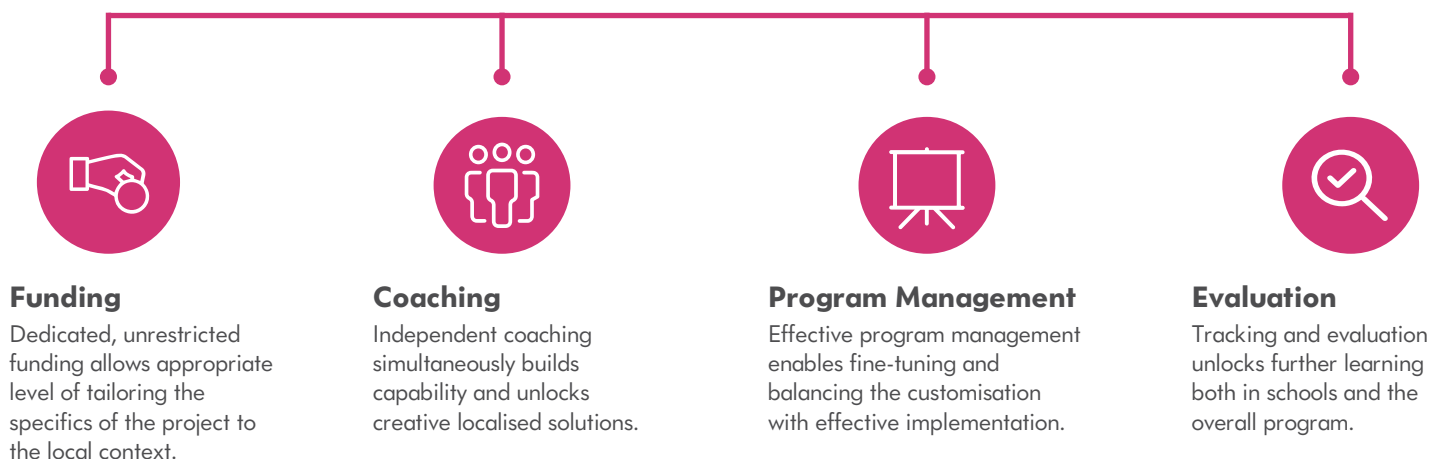 Funding
Dedicated, unrestricted
funding allows appropriate
level of tailoring the
specifics of the project to
the local context.
Coaching
Independent coaching
simultaneously builds
capability and unlocks
creative localised solutions.
Program Management
Effective program management
enables fine-tuning and
balancing the customisation
with effective implementation.
Evaluation
Tracking and evaluation
unlocks further learning
both in schools and the
overall program.